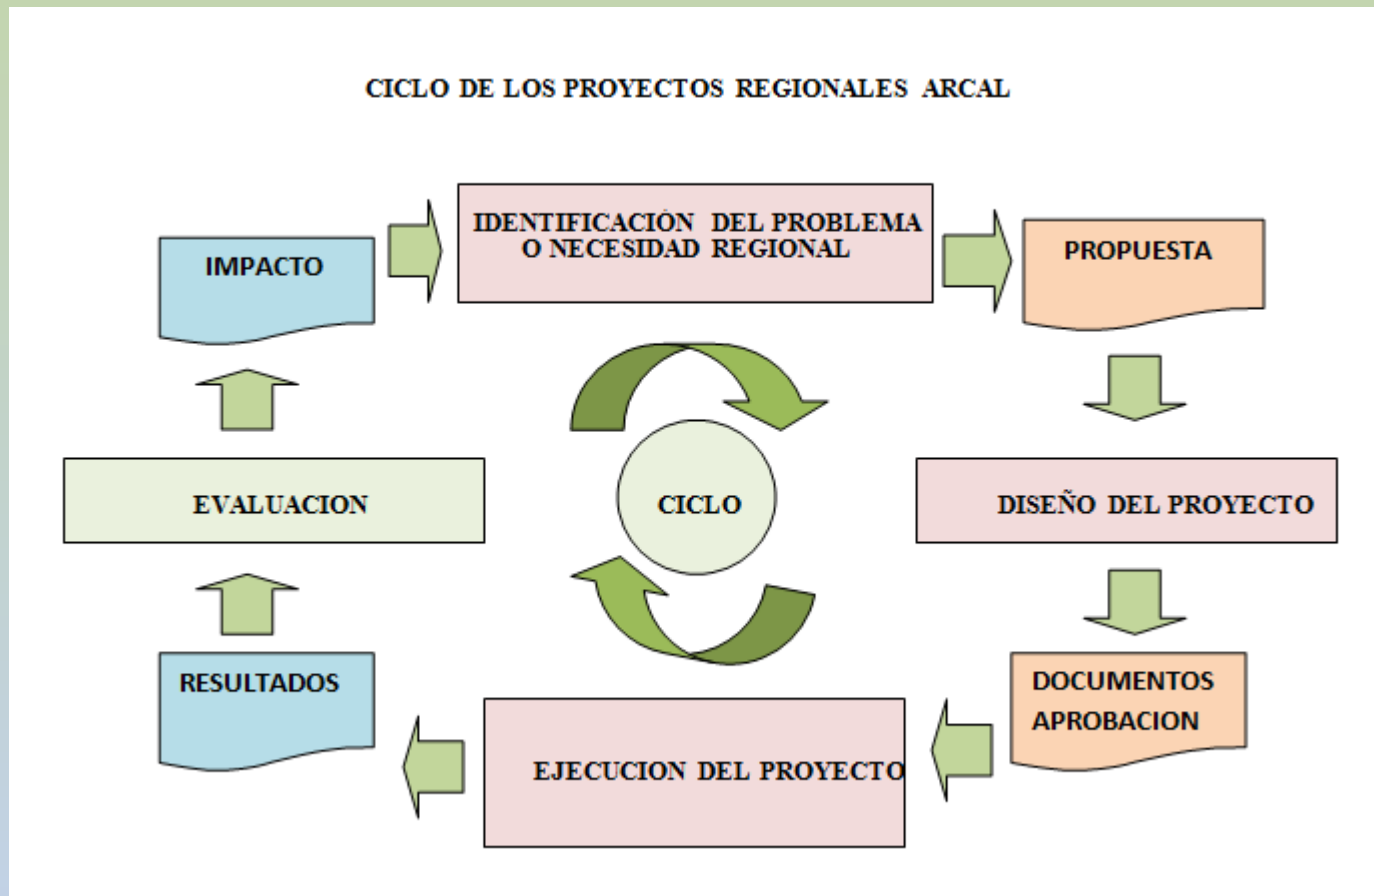 CICLO DE LOS PROYECTOS REGIONALES ARCAL
IDENTIFICACIÓN DEL PROBLEMA
O NECESIDAD REGIONAL
PROPUESTA
DISEÑO DEL PROYECTO
DOCUMENTOS
APROBACION
EJECUCION DEL PROYECTO
RESULTADOS
EVALUACION
IMPACTO
CICLO